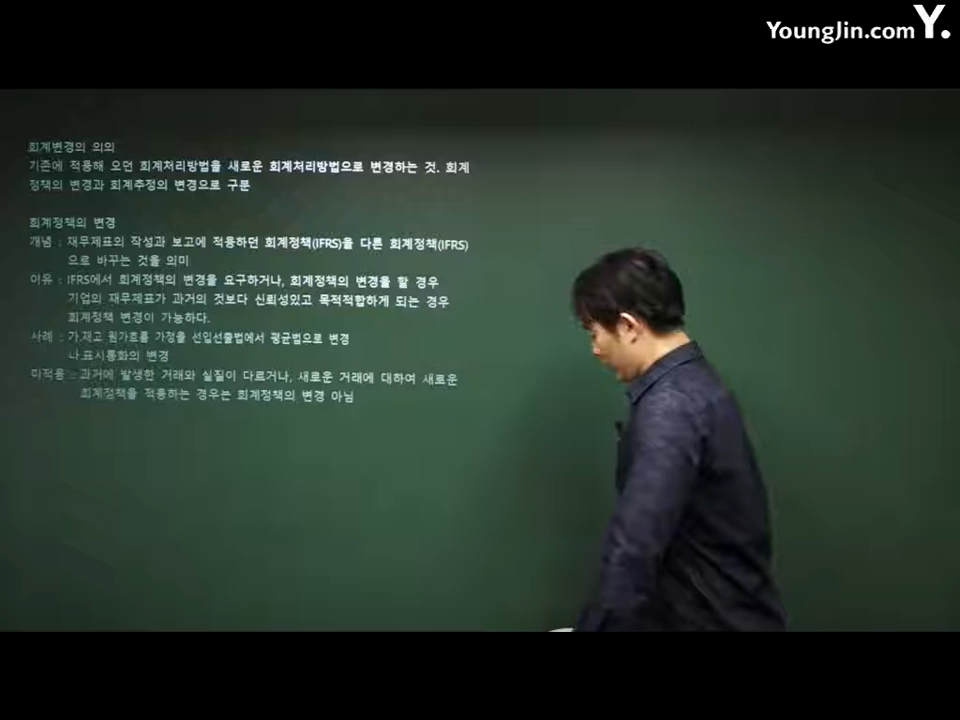 YoungJin.com Y.
회계변경의 의의
기존에 적용해 오던 회계처리방법을 새로운 회계처리방법으로 변경하는 것. 회계
정책의 변경과 회계추정의 변경으로 구분
회계정책의 변경
개념 : 재무제표의 작성과 보고에 적용하던 회계정책(IFRS)을 다른 회계정책(IFRS)
으로 바꾸는 것을 의미
이유 : IFRS에서 회계정책의 변경을 요구하거나, 회계정책의 변경을 할 경우
기업의 재무제표가 과거의 것보다 신뢰성있고 목적적합하게 되는 경우
회계정책 변경이 가능하다.
사례 : 가.재고 원가흐름 가정을 선입선출법에서 평균법으로 변경
나.표시통화의 변경
미적용 : 과거에 발생한 거래와 실질이 다르거나, 새로운 거래에 대하여 새로운
회계정책을 적용하는 경우는 회계정책의 변경 아님